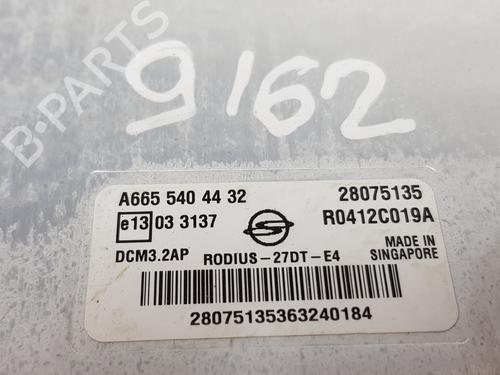 B-PARTS
9162
A665 540 44 32 28075135
e13 03 3137 R0412C019A
DCM3.2AP RODIUS-27DT-E4 MADE IN
SINGAPORE
28075135363240184